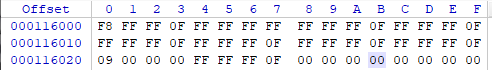 Offset 0 1 2 3 4 5 6 7 8 9 A B C D E F
000116000 F8 FF FF 0F FF FF FF FF FF FF FF 0F FF FF FF 0F
000116010 FF FF FF 0F FF FF FF 0F FF FF FF 0F FF FF FF 0F
000116020 09 00 00 00 FF FF FF 0F 00 00 00 00 00 00 00 00